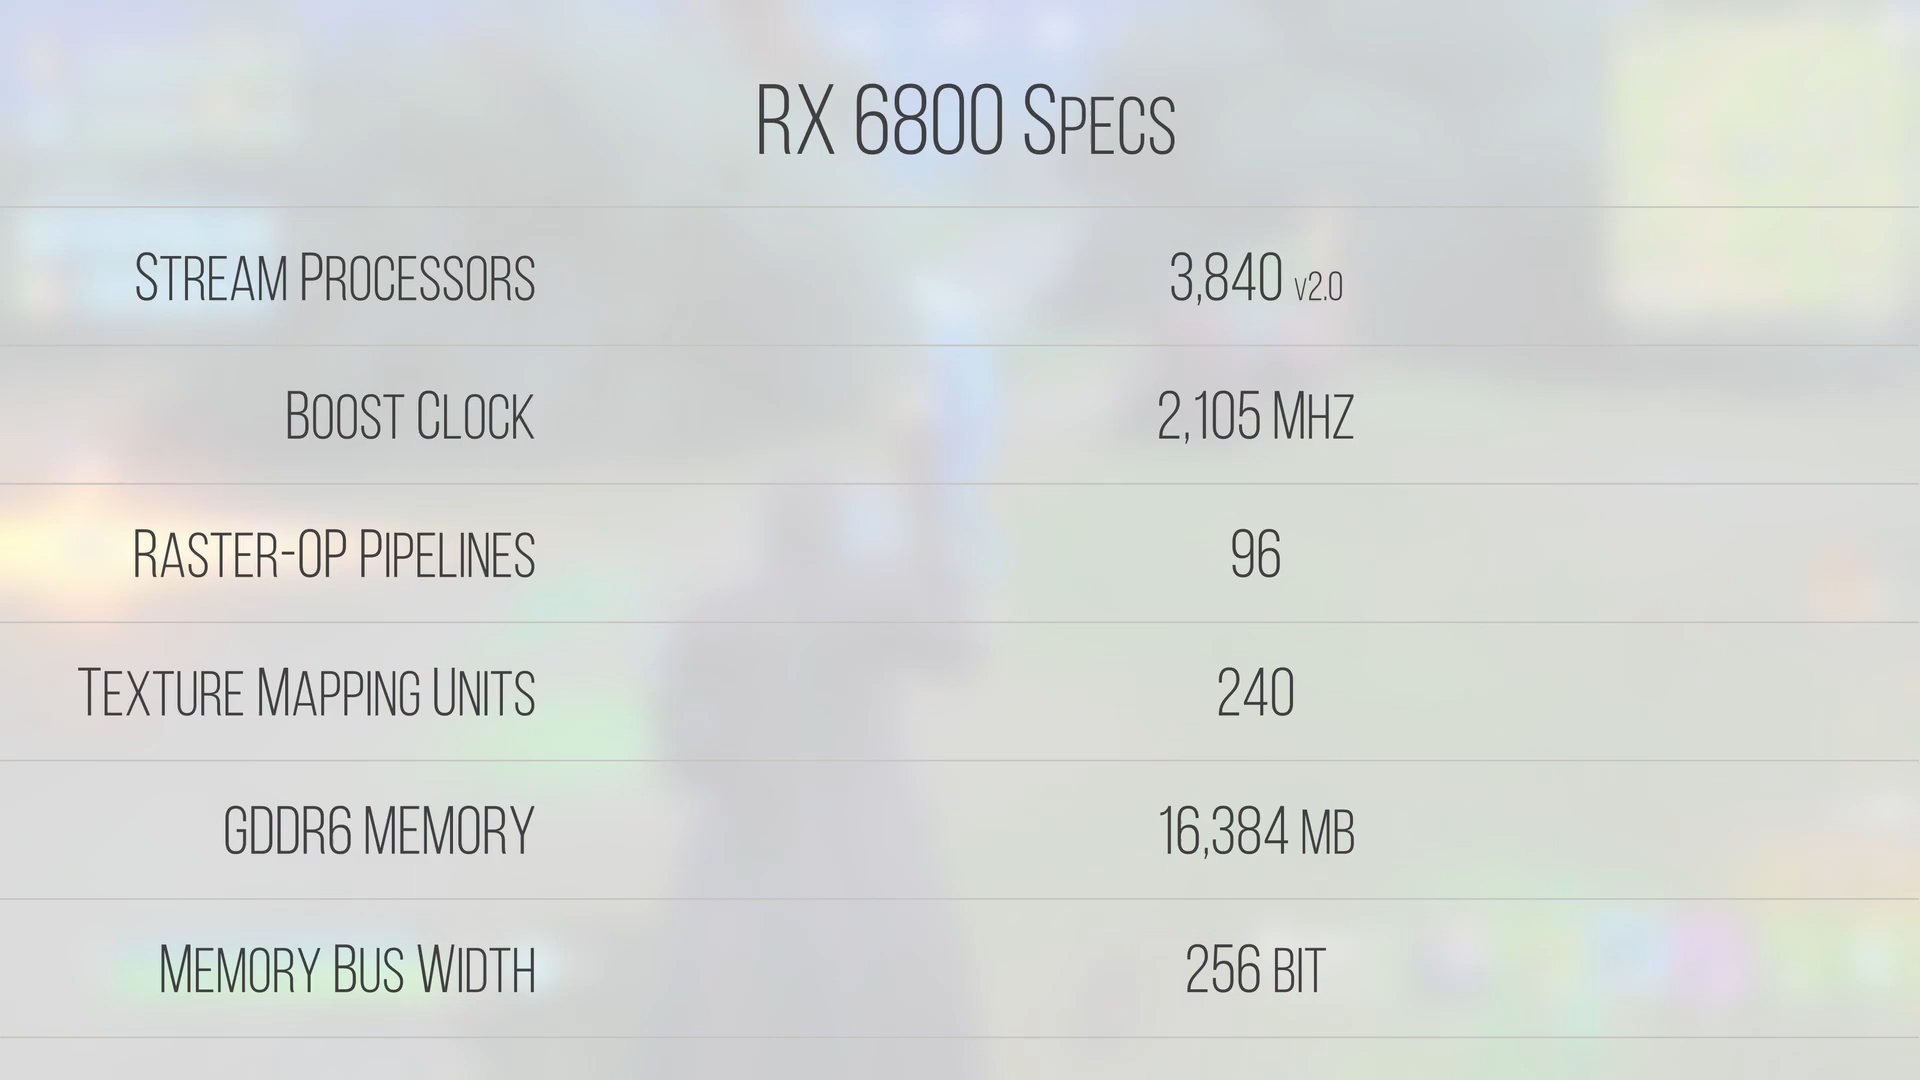 RX 6800 Specs
Stream Processors 3,840 v2.0
Boost Clock 2,105 MHz
Raster-OP Pipelines 96
Texture Mapping Units 240
GDDR6 Memory 16,384 MB
Memory Bus Width 256 bit